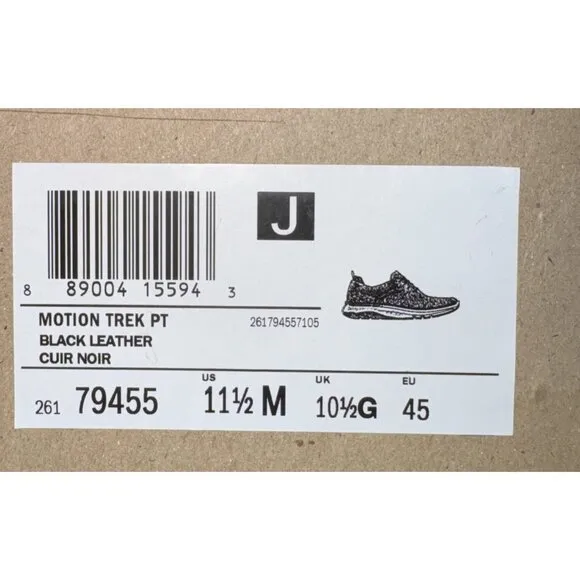 J
8 89004 15594 3
MOTION TREK PT 261794557105
BLACK LEATHER
CUIR NOIR
US UK EU
261 79455 11½ M 10½G 45